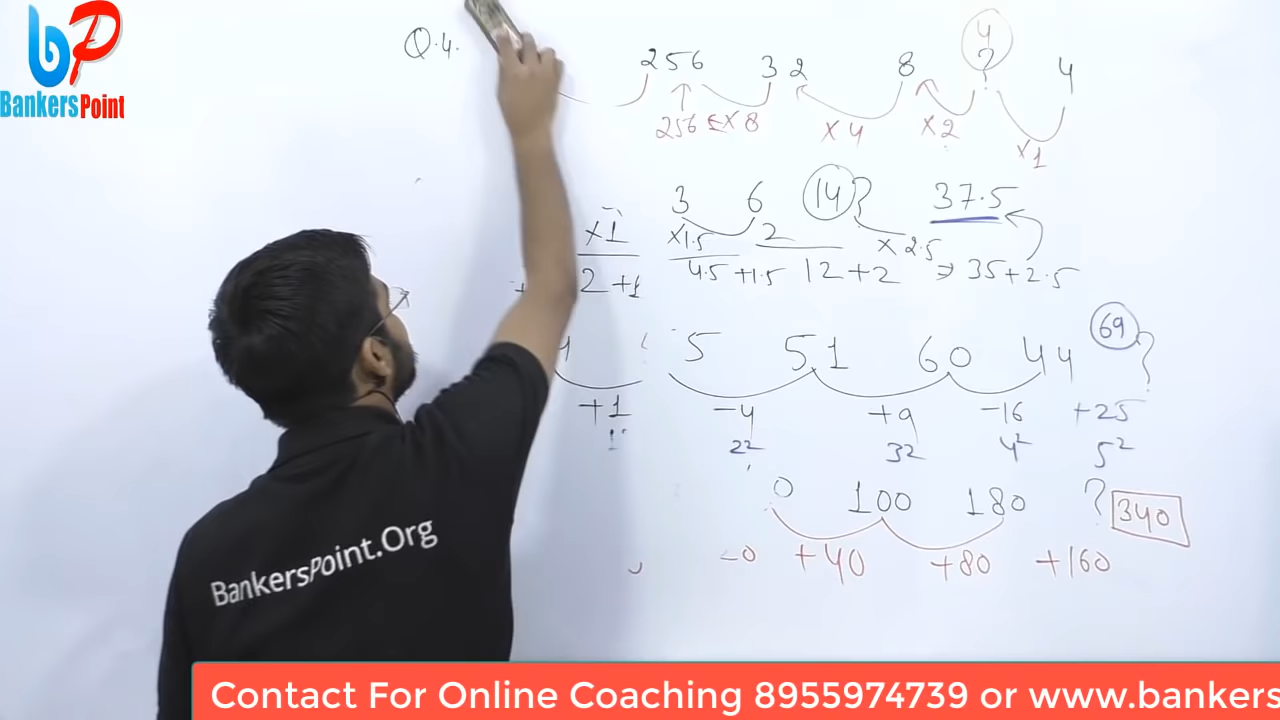 bp
BankersPoint
Q.4.
256 32 8 4 ? 4
256 ×8 ×4 ×2 ×1
3 6 14 ? 37.5
×1 ×1.5 2 ×2.5
2+1 4.5+1.5 12+2 ⇒ 35+2.5
5 51 60 44 69 ?
+1 -4 +9 -16 +25
1² 2² 3² 4² 5²
0 100 180 ? 340
+40 +80 +160
BankersPoint.Org
Contact For Online Coaching 8955974739 or www.bankers